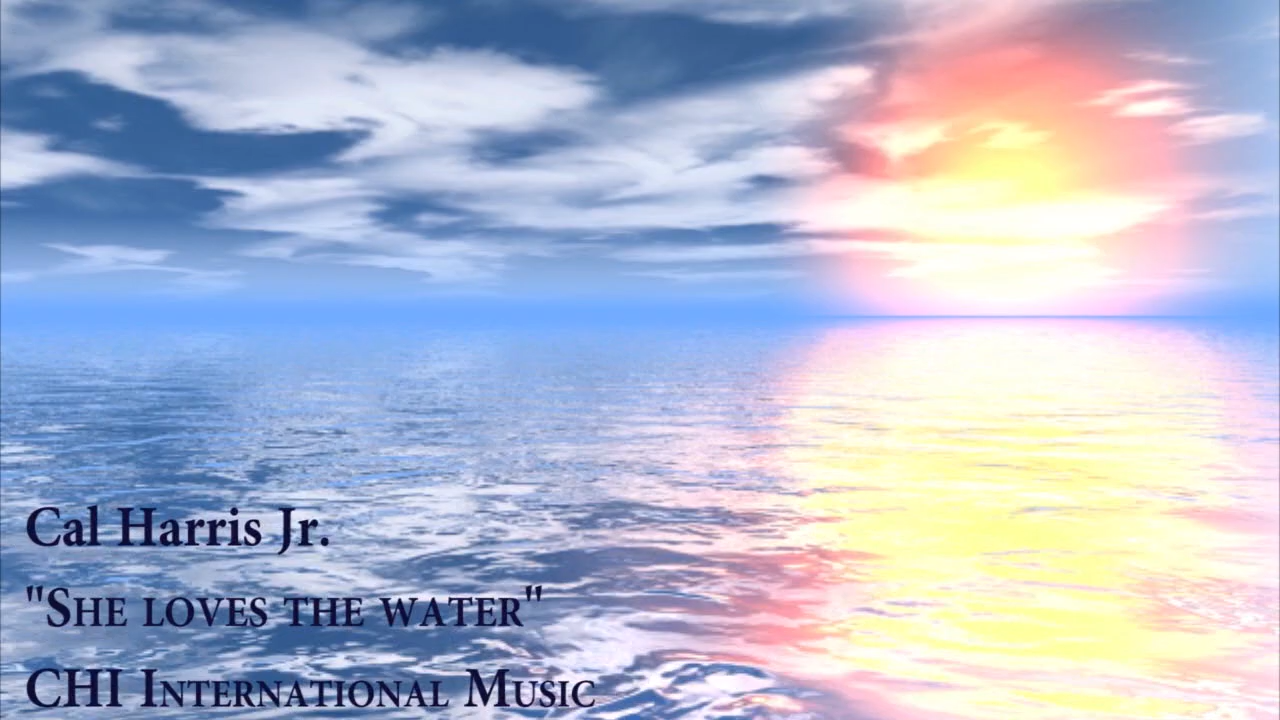 Cal Harris Jr.
"She loves the water"
CHI International Music